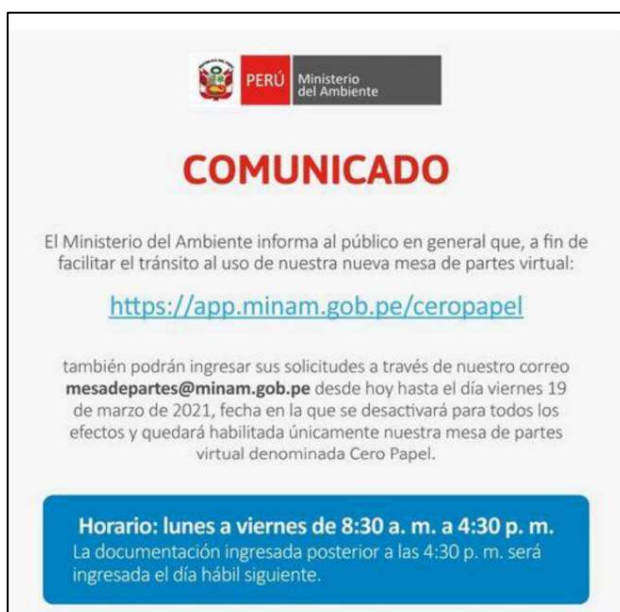 PERÚ
Ministerio
del Ambiente
COMUNICADO
El Ministerio del Ambiente informa al público en general que, a fin de
facilitar el tránsito al uso de nuestra nueva mesa de partes virtual:
https://app.minam.gob.pe/ceropapel
también podrán ingresar sus solicitudes a través de nuestro correo
mesadepartes@minam.gob.pe desde hoy hasta el día viernes 19
de marzo de 2021, fecha en la que se desactivará para todos los
efectos y quedará habilitada únicamente nuestra mesa de partes
virtual denominada Cero Papel.
Horario: lunes a viernes de 8:30 a. m. a 4:30 p. m.
La documentación ingresada posterior a las 4:30 p. m. será
ingresada el día hábil siguiente.